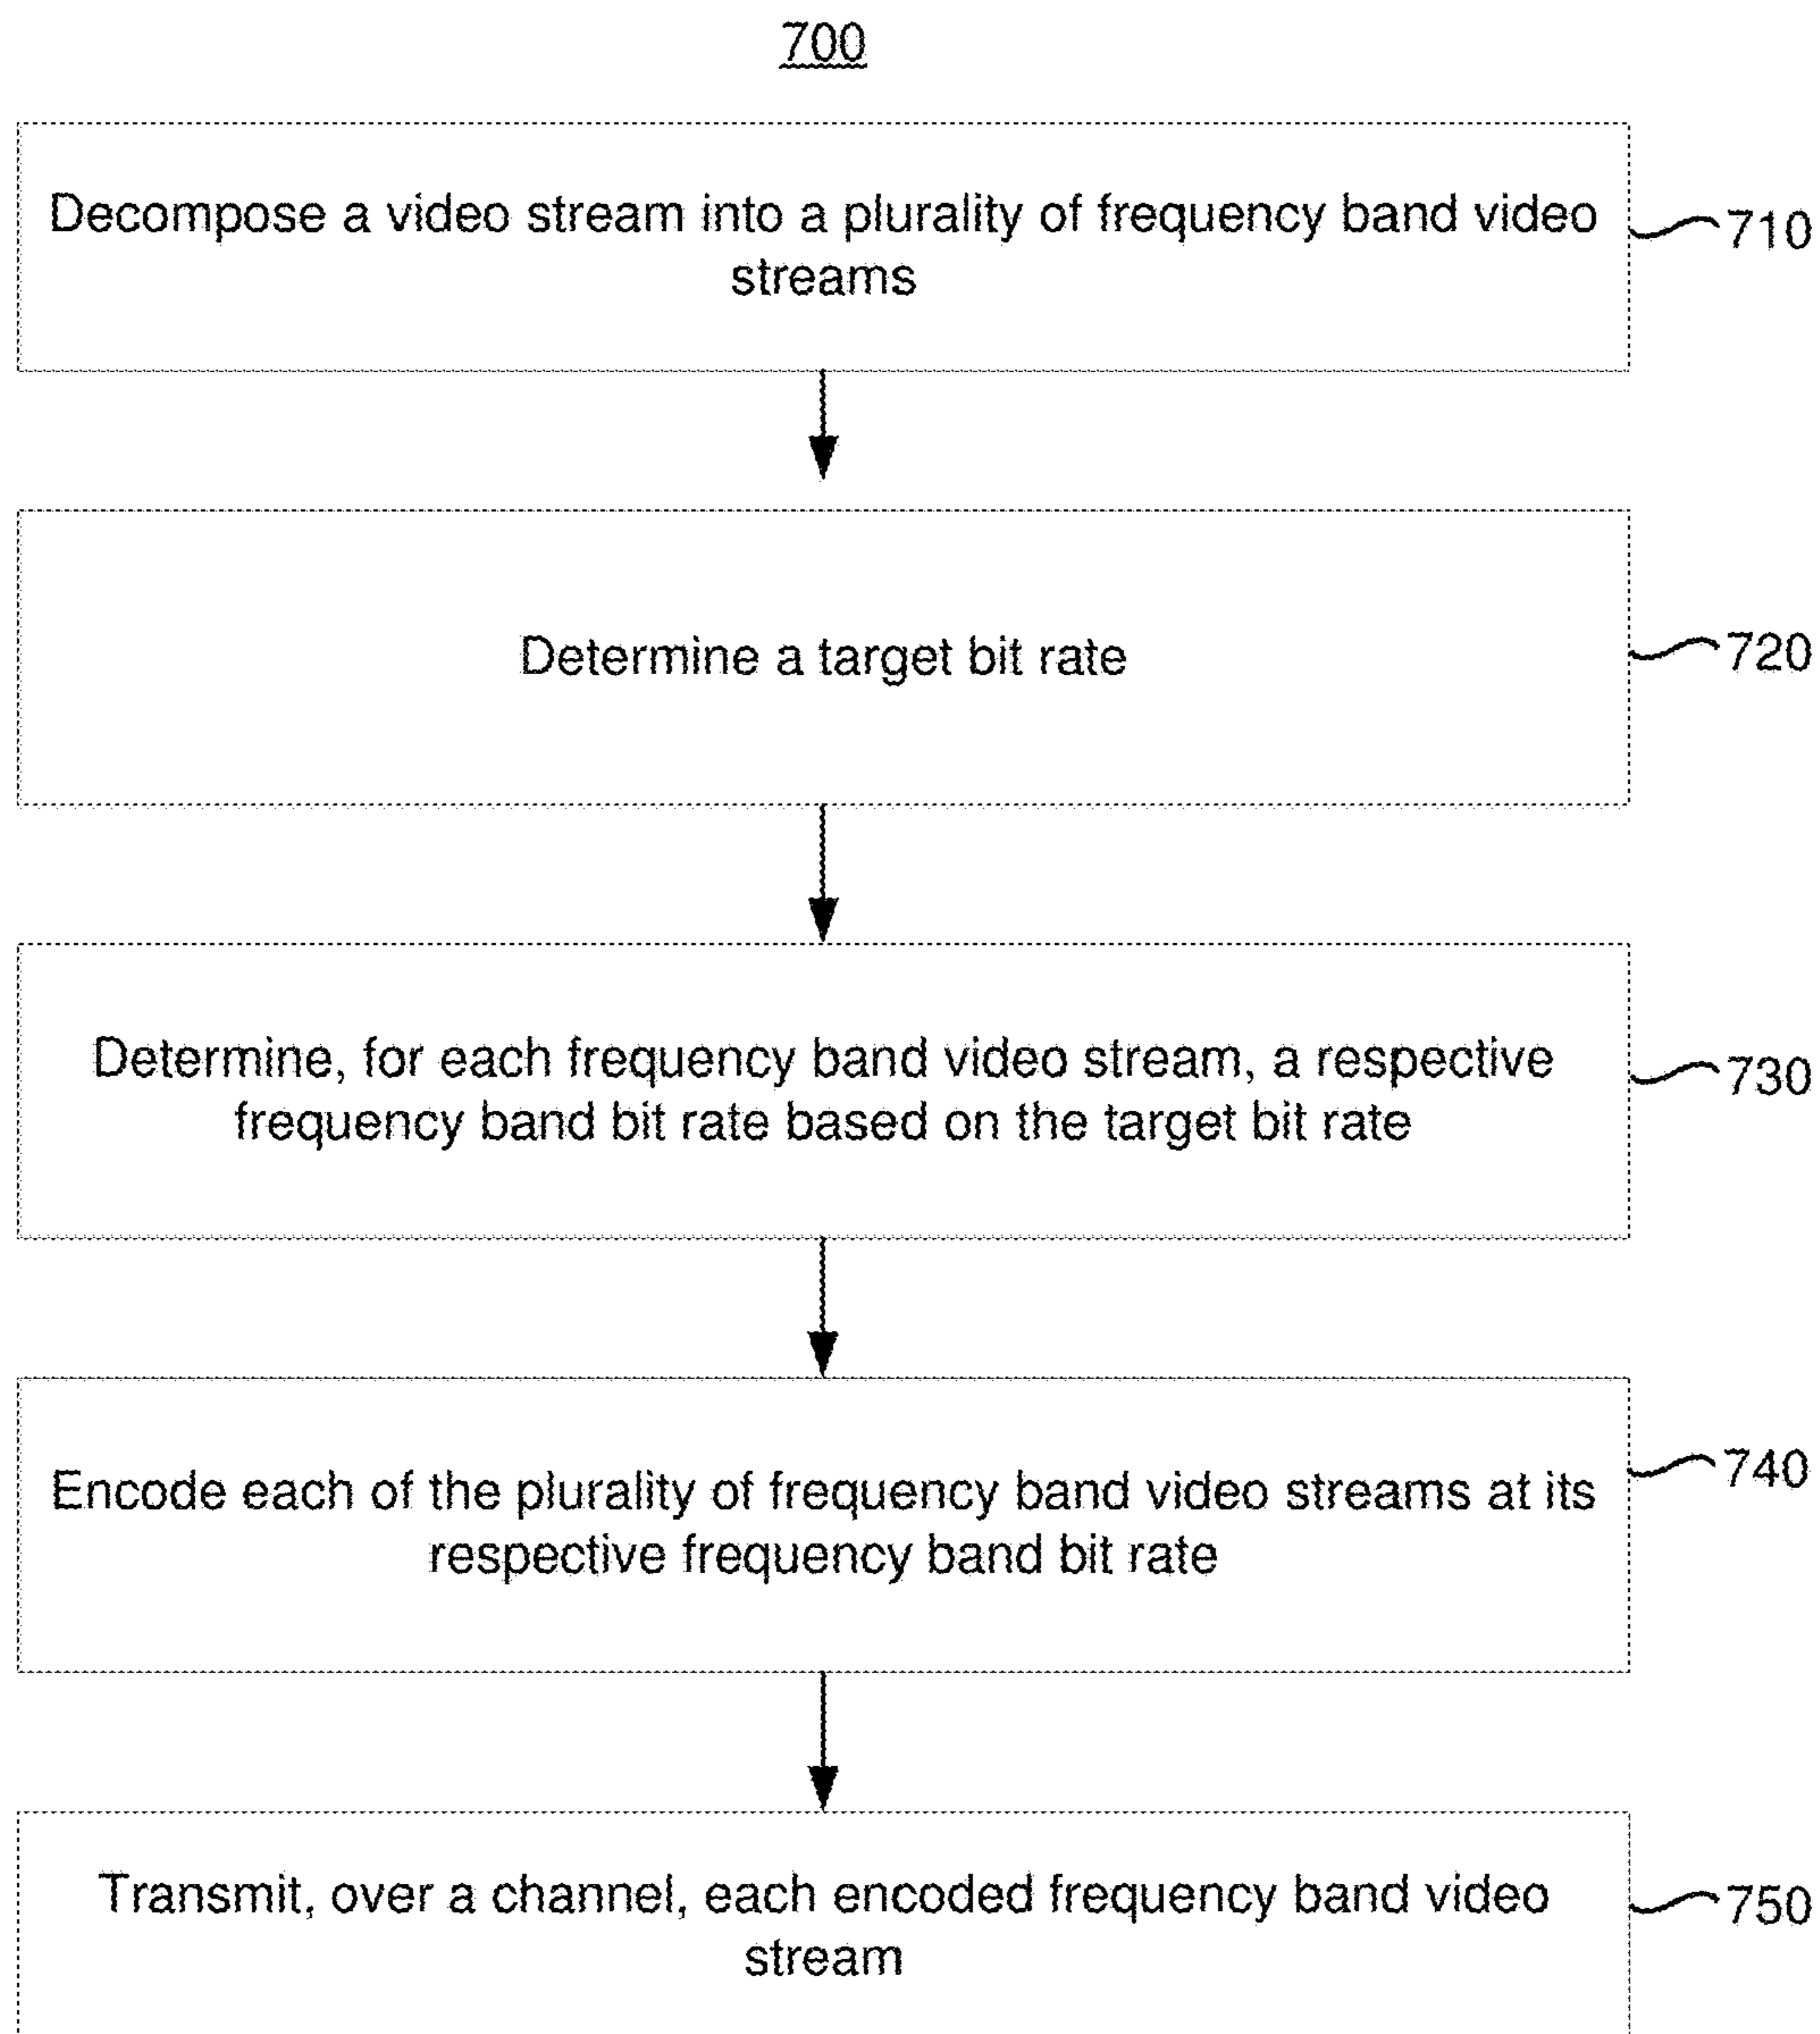 700
Decompose a video stream into a plurality of frequency band video
streams
710
Determine a target bit rate
720
Determine, for each frequency band video stream, a respective
frequency band bit rate based on the target bit rate
730
Encode each of the plurality of frequency band video streams at its
respective frequency band bit rate
740
Transmit, over a channel, each encoded frequency band video
stream
750